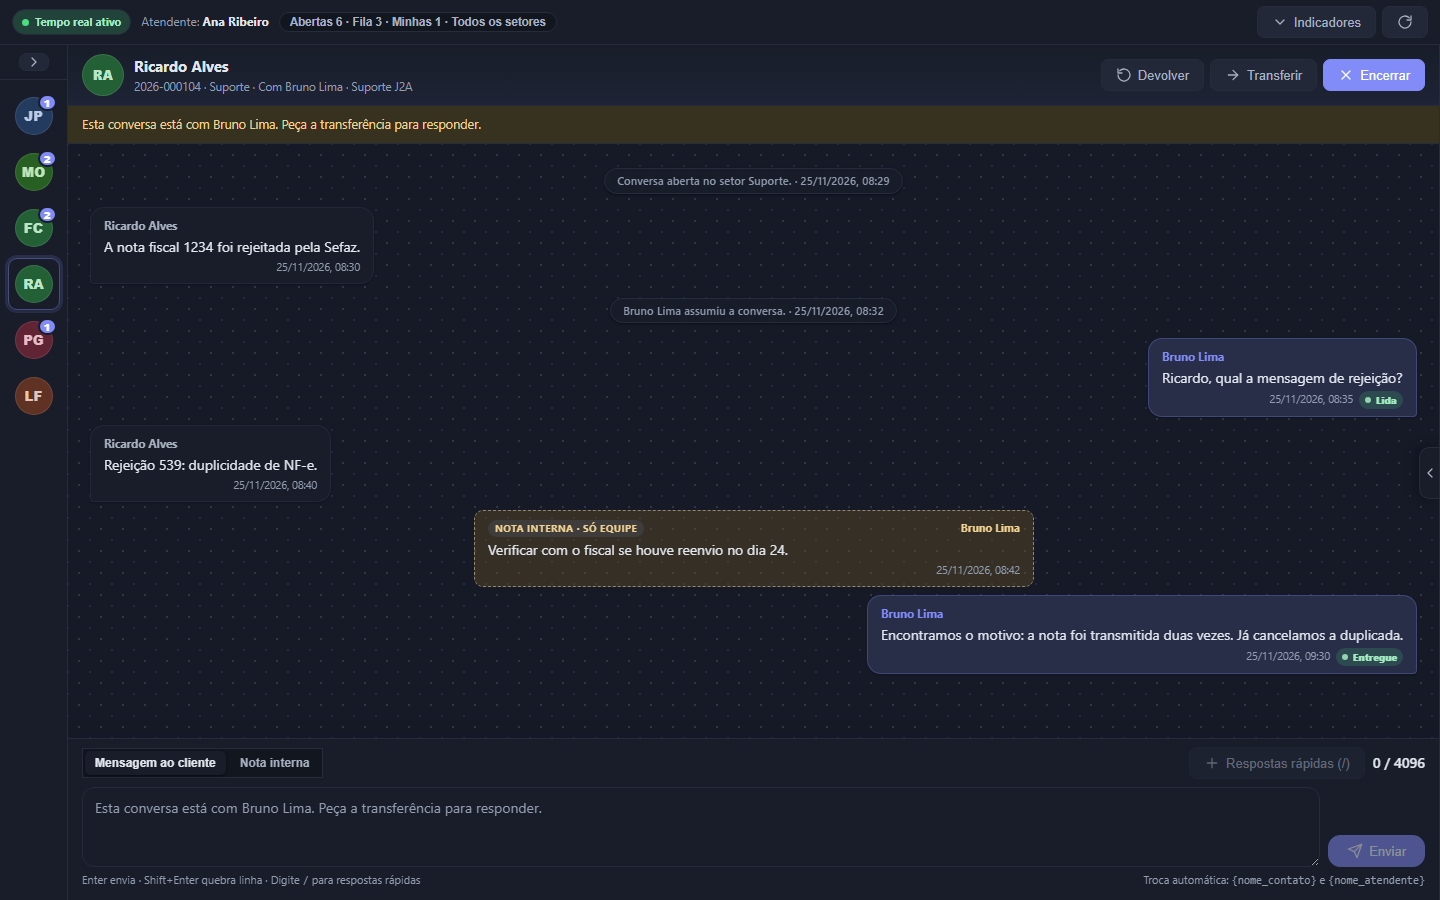 Tempo real ativo
Atendente: Ana Ribeiro
Abertas 6 · Fila 3 · Minhas 1 · Todos os setores
Indicadores
RA
Ricardo Alves
2026-000104 · Suporte · Com Bruno Lima · Suporte J2A
Devolver
Transferir
Encerrar
JP
1
MO
2
FC
2
RA
PG
1
LF
Esta conversa está com Bruno Lima. Peça a transferência para responder.
Conversa aberta no setor Suporte. · 25/11/2026, 08:29
Ricardo Alves
A nota fiscal 1234 foi rejeitada pela Sefaz.
25/11/2026, 08:30
Bruno Lima assumiu a conversa. · 25/11/2026, 08:32
Bruno Lima
Ricardo, qual a mensagem de rejeição?
25/11/2026, 08:35 Lida
Ricardo Alves
Rejeição 539: duplicidade de NF-e.
25/11/2026, 08:40
NOTA INTERNA · SÓ EQUIPE
Bruno Lima
Verificar com o fiscal se houve reenvio no dia 24.
25/11/2026, 08:42
Bruno Lima
Encontramos o motivo: a nota foi transmitida duas vezes. Já cancelamos a duplicada.
25/11/2026, 09:30 Entregue
Mensagem ao cliente
Nota interna
Respostas rápidas (/)
0 / 4096
Esta conversa está com Bruno Lima. Peça a transferência para responder.
Enviar
Enter envia · Shift+Enter quebra linha · Digite / para respostas rápidas
Troca automática: {nome_contato} e {nome_atendente}